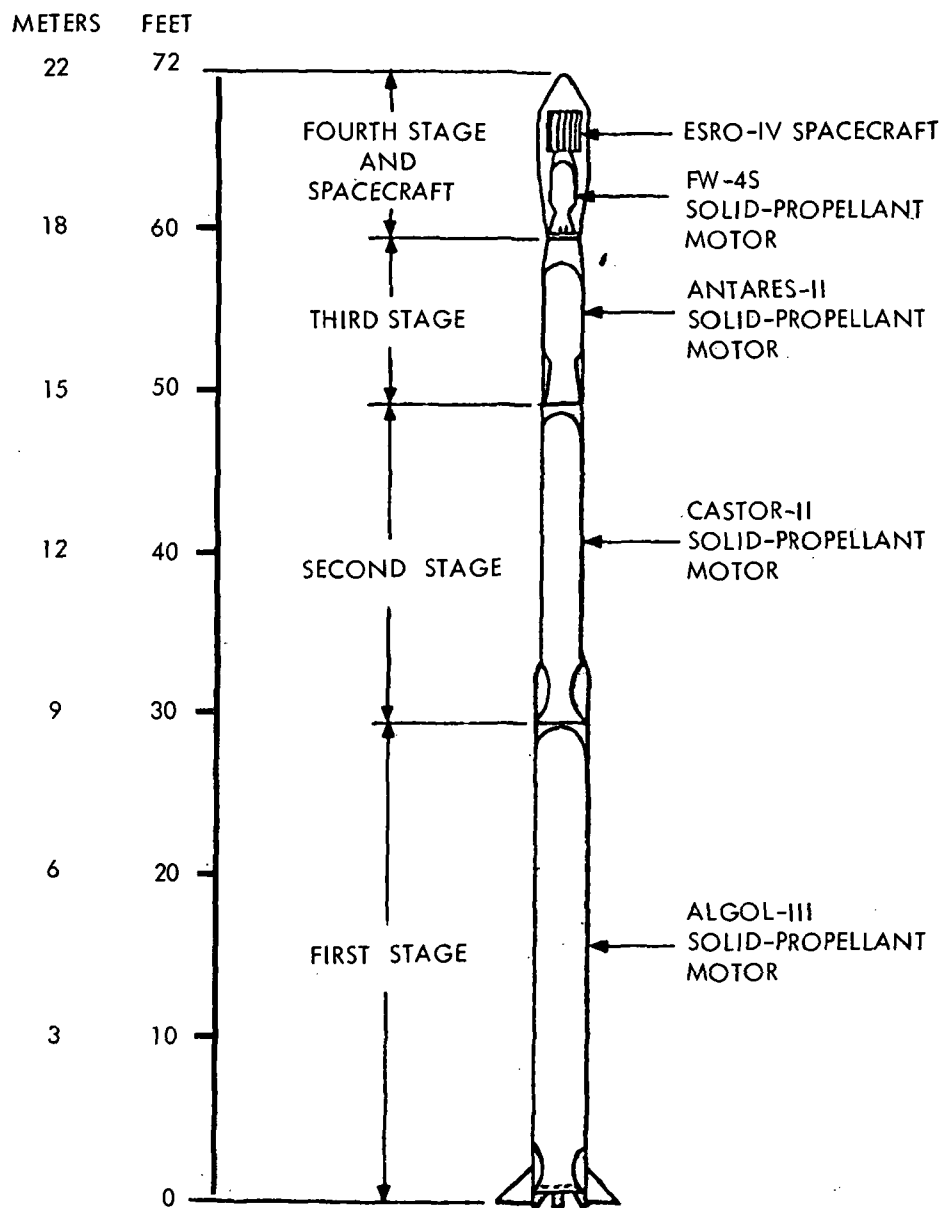 METERS FEET
22 72
FOURTH STAGE
AND
SPACECRAFT
ESRO-IV SPACECRAFT
FW-4S
SOLID-PROPELLANT
MOTOR
18 60
THIRD STAGE
ANTARES-II
SOLID-PROPELLANT
MOTOR
15 50
CASTOR-II
SOLID-PROPELLANT
MOTOR
12 40
SECOND STAGE
9 30
6 20
ALGOL-III
SOLID-PROPELLANT
MOTOR
FIRST STAGE
3 10
0